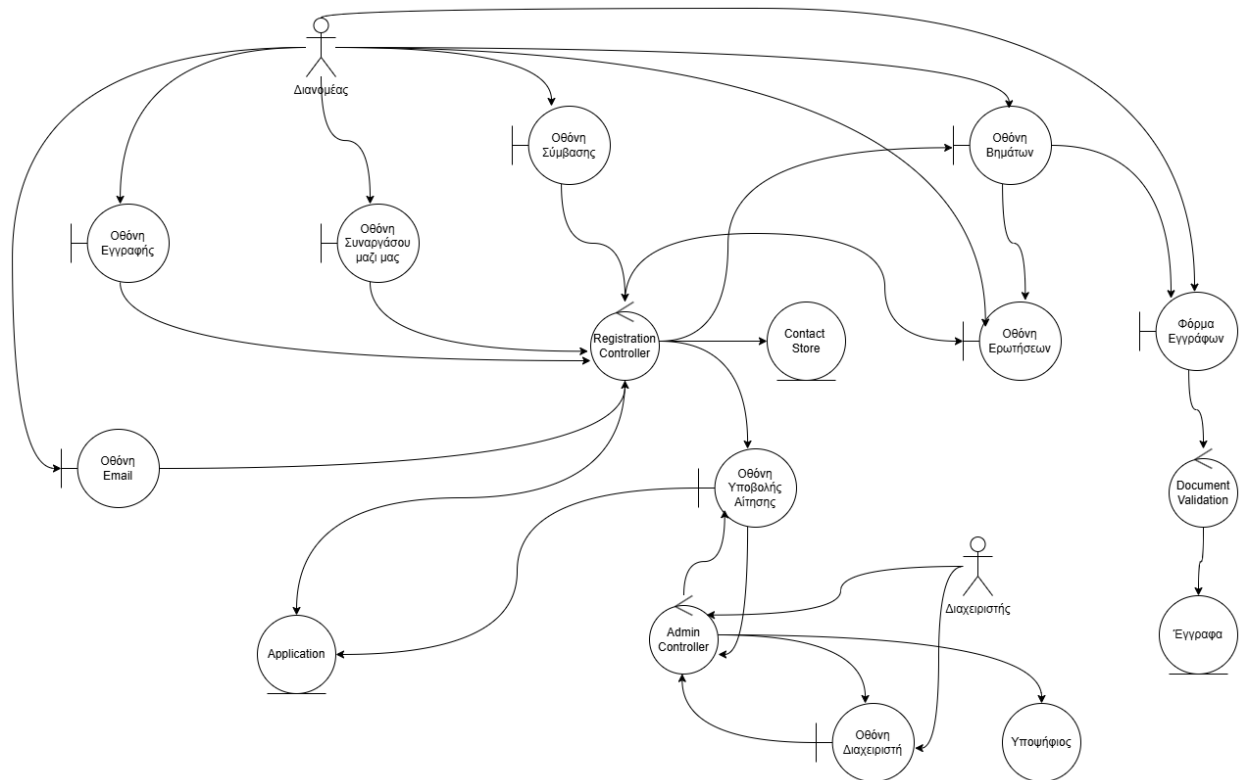 Διανομέας
Οθόνη
Σύμβασης
Οθόνη
Βημάτων
Οθόνη
Εγγραφής
Οθόνη
Συναργάσου
μαζι μας
Registration
Controller
Contact
Store
Οθόνη
Ερωτήσεων
Φόρμα
Εγγράφων
Οθόνη
Email
Οθόνη
Υποβολής
Αίτησης
Document
Validation
Διαχειριστής
Application
Admin
Controller
Έγγραφα
Οθόνη
Διαχειριστή
Υποψήφιος